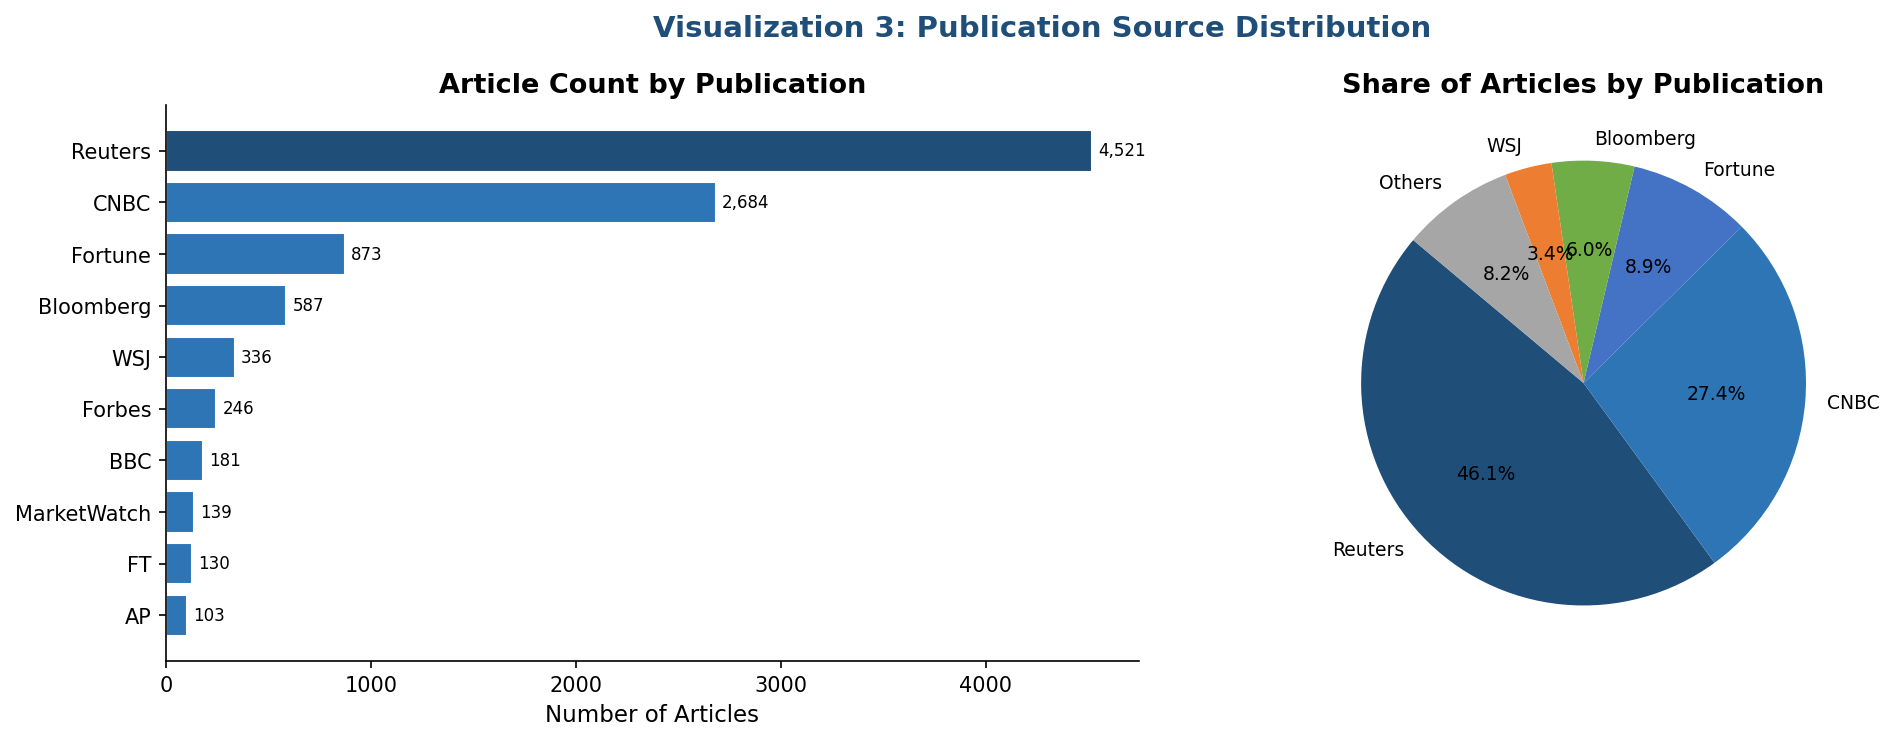 Visualization 3: Publication Source Distribution
Article Count by Publication
Reuters 4,521
CNBC 2,684
Fortune 873
Bloomberg 587
WSJ 336
Forbes 246
BBC 181
MarketWatch 139
FT 130
AP 103
0 1000 2000 3000 4000
Number of Articles
Share of Articles by Publication
Bloomberg
WSJ
Fortune
Others
3.4% 6.0%
8.2% 8.9%
27.4%
CNBC
46.1%
Reuters